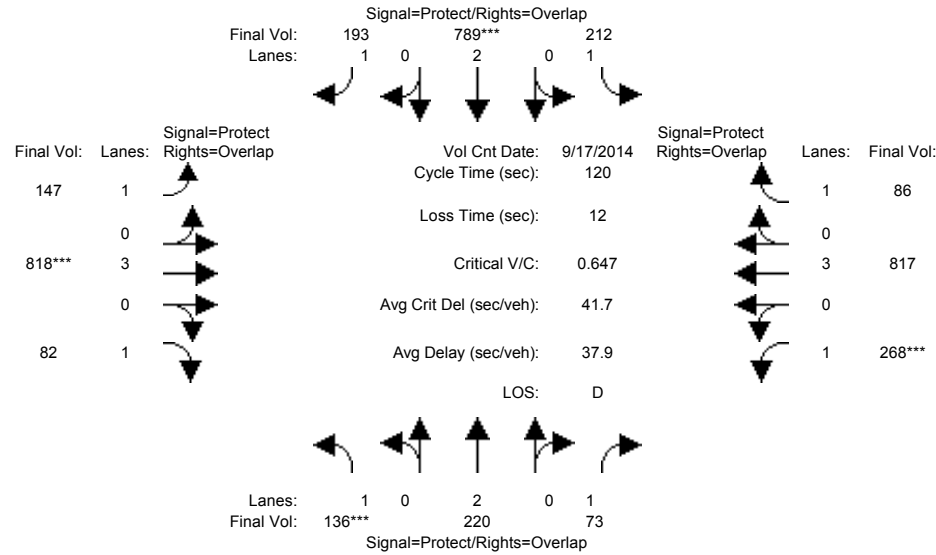 Signal=Protect/Rights=Overlap
Final Vol: 193 789*** 212
Lanes: 1 0 2 0 1
Signal=Protect
Final Vol: Lanes: Rights=Overlap
Vol Cnt Date: 9/17/2014
Signal=Protect
Rights=Overlap Lanes: Final Vol:
Cycle Time (sec): 120
147 1
1 86
Loss Time (sec): 12
0
0
818*** 3
Critical V/C: 0.647
3 817
0
Avg Crit Del (sec/veh): 41.7
0
82 1
Avg Delay (sec/veh): 37.9
1 268***
LOS: D
Lanes: 1 0 2 0 1
Final Vol: 136*** 220 73
Signal=Protect/Rights=Overlap